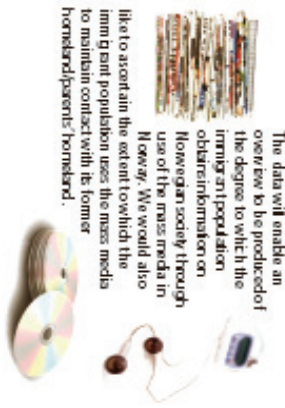 The data will enable an
overview to be produced of
the degree to which the
immigrant population
obtains information on
Norwegian society through
use of the mass media in
Norway. We would also
like to ascertain the extent to which the
immigrant population uses the mass media
to maintain contact with its former
homeland/parents' homeland.